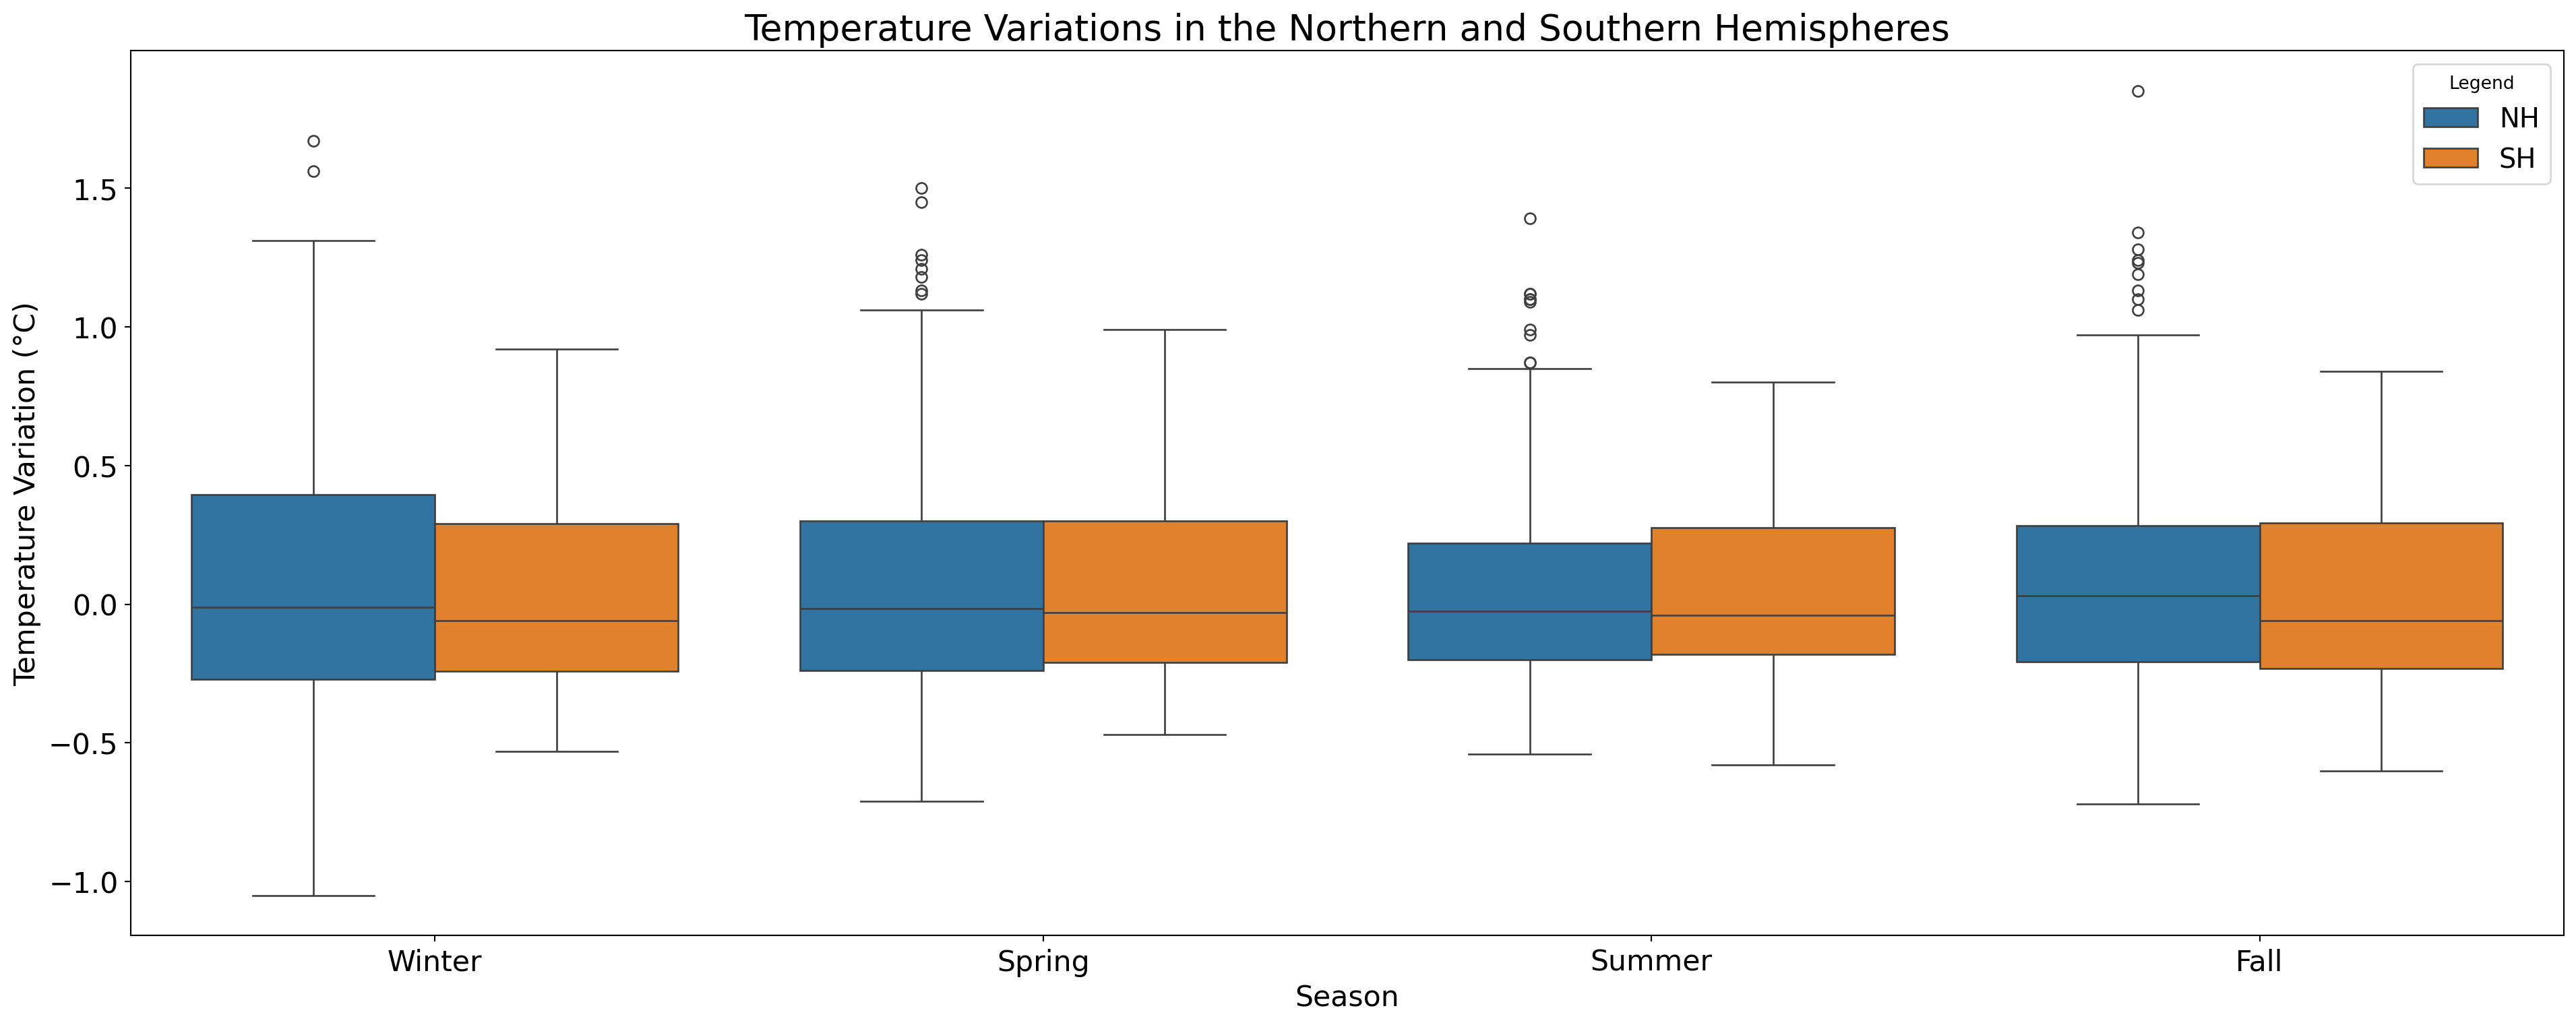 Temperature Variations in the Northern and Southern Hemispheres
Legend
NH
SH
Temperature Variation (°C)
1.5
1.0
0.5
0.0
−0.5
−1.0
Winter
Spring
Summer
Fall
Season